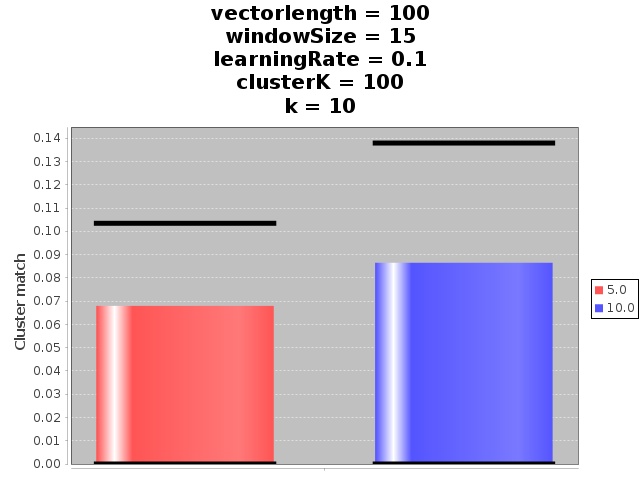 vectorlength = 100
windowSize = 15
learningRate = 0.1
clusterK = 100
k = 10
0.14
0.13
0.12
0.11
0.10
0.09
0.08
0.07
0.06
0.05
0.04
0.03
0.02
0.01
0.00
Cluster match
5.0
10.0